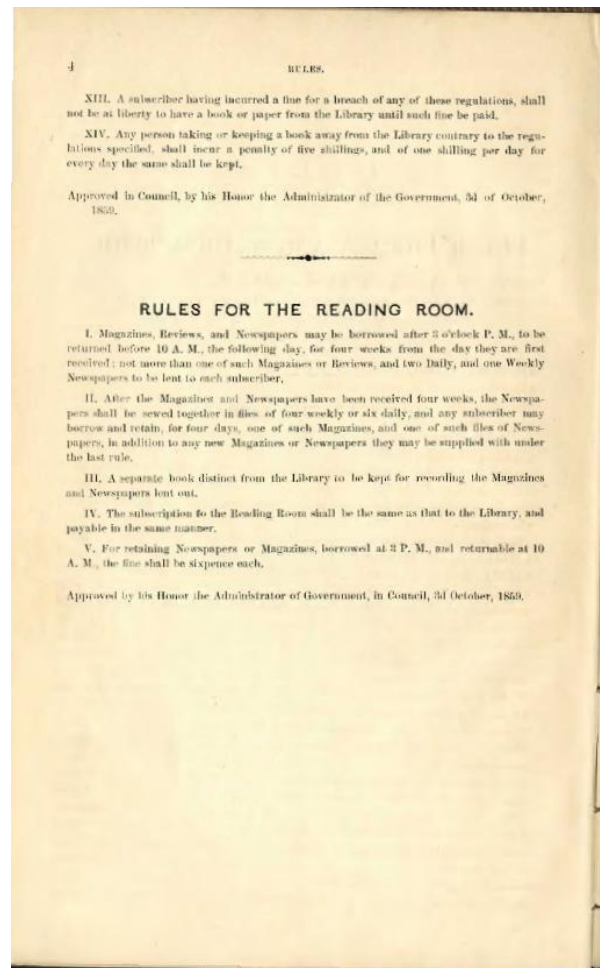 4
RULES.
XIII. A subscriber having incurred a fine for a breach of any of these regulations, shall
not be at liberty to have a book or paper from the Library until such fine be paid.
XIV. Any person taking or keeping a book away from the Library contrary to the regu-
lations specified, shall incur a penalty of five shillings, and of one shilling per day for
every day the same shall be kept.
Approved in Council, by his Honor the Administrator of the Government, 3d of October,
1859.
RULES FOR THE READING ROOM.
I. Magazines, Reviews, and Newspapers may be borrowed after 3 o'clock P. M., to be
returned before 10 A. M., the following day, for four weeks from the day they are first
received; not more than one of such Magazines or Reviews, and two Daily, and one Weekly
Newspapers to be lent to each subscriber.
II. After the Magazines and Newspapers have been received four weeks, the Newspa-
pers shall be sewed together in files of four weekly or six daily, and any subscriber may
borrow and retain, for four days, one of such Magazines, and one of such files of News-
papers, in addition to any new Magazines or Newspapers they may be supplied with under
the last rule.
III. A separate book distinct from the Library to be kept for recording the Magazines
and Newspapers lent out.
IV. The subscription to the Reading Room shall be the same as that to the Library, and
payable in the same manner.
V. For retaining Newspapers or Magazines, borrowed at 3 P. M., and returnable at 10
A. M., the fine shall be sixpence each.
Approved by his Honor the Administrator of Government, in Council, 3d October, 1859.